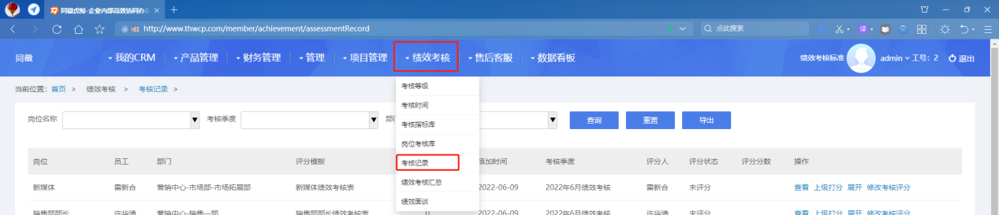 同徽虎鲸-企业内部高效协同办公
http://www.thwcp.com/member/achievement/assessmentRecord
点此搜索
译
同徽 我的CRM 产品管理 财务管理 管理 项目管理 绩效考核 售后客服 数据看板 绩效考核标准 admin 工号：2 退出
当前位置：首页 > 绩效考核 > 考核记录 >
考核等级
考核时间
考核指标库
岗位考核库
考核记录
绩效考核汇总
绩效面谈
岗位名称 考核季度 部 查询 重置 导出
岗位 员工 部门 评分模板 添加时间 考核季度 评分人 评分状态 评分分数 操作
新媒体 雷新合 营销中心-市场部-市场拓展部 新媒体绩效考核表 2022-06-09 2022年6月绩效考核 雷新合 未评分 查看 上级打分 展开 修改考核评分
销售部部长 许华清 营销中心-销售一部 销售部部长绩效考核表 0 2022-06-09 2022年6月绩效考核 许华清 未评分 查看 上级打分 展开 修改考核评分